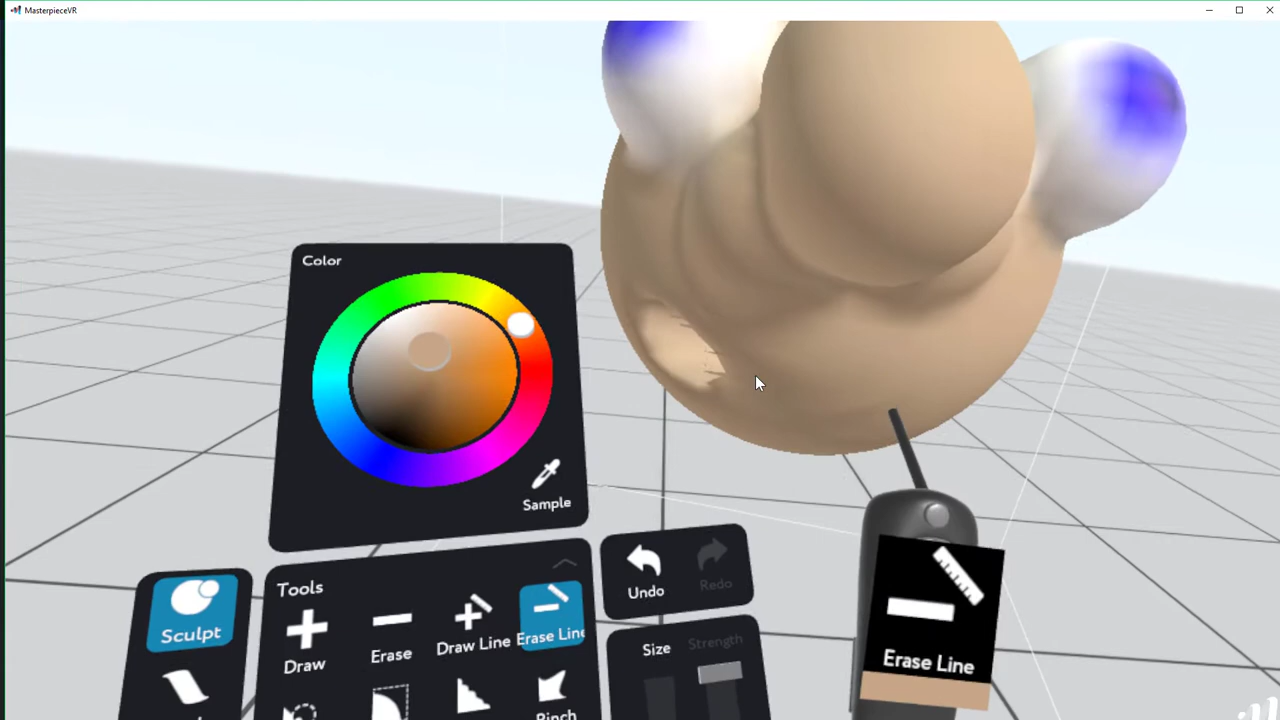 MasterpieceVR
Color
Sample
Sculpt
Tools
Draw
Erase
Draw Line
Erase Line
Pinch
Undo
Redo
Size
Strength
Erase Line